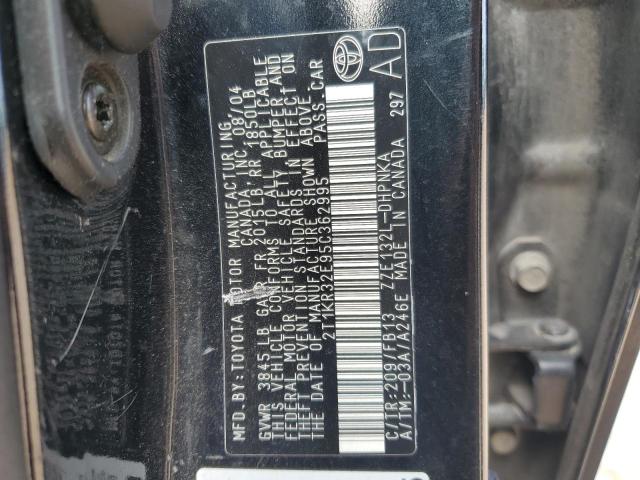 MFD.BY:TOYOTA MOTOR MANUFACTURING
CANADA, INC. 08/04
GVWR 3845LB GAWR FR 2015LB RR 1850LB
THIS VEHICLE CONFORMS TO ALL APPLICABLE
FEDERAL MOTOR VEHICLE SAFETY BUMPER AND
THEFT PREVENTION STANDARDS IN EFFECT ON
THE DATE OF MANUFACTURE SHOWN ABOVE.
2T1KR32E95C362995 PASS.CAR
C/TR:209/FB13 ZZE132L-DHPNKA
A/TM:-03A/A246E MADE IN CANADA 297
AD